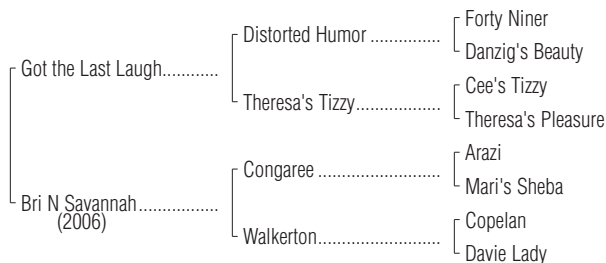 Forty Niner
Distorted Humor ...............
Danzig's Beauty
Got the Last Laugh............
Cee's Tizzy
Theresa's Tizzy..................
Theresa's Pleasure
Arazi
Congaree ..........................
Mari's Sheba
Bri N Savannah.................
(2006)
Copelan
Walkerton..........................
Davie Lady